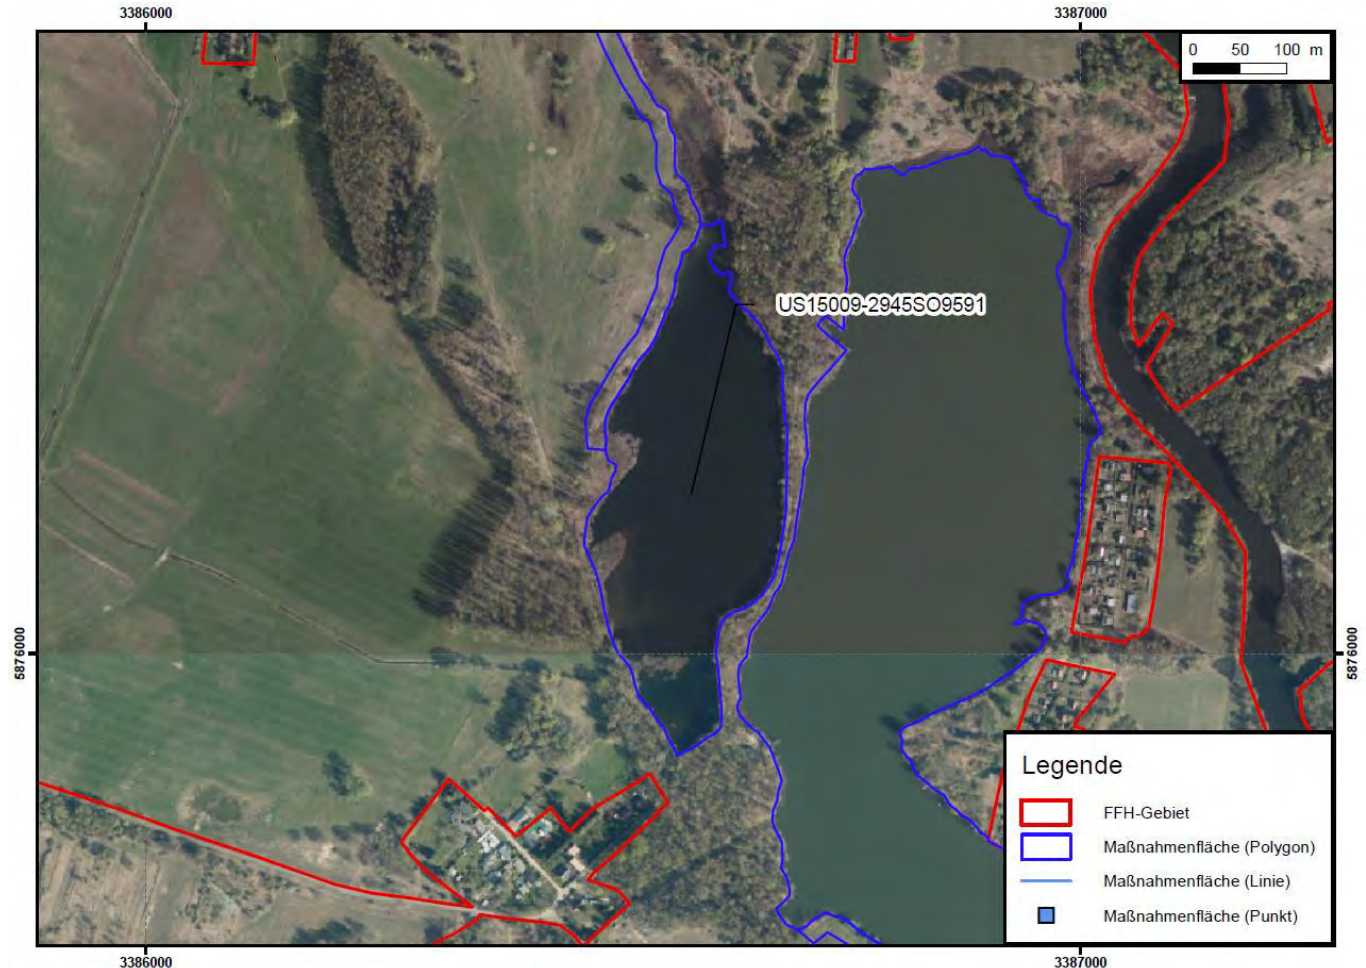 3386000 3387000
0 50 100 m
US15009-2945SO9591
5876000 5876000
Legende
FFH-Gebiet
Maßnahmenfläche (Polygon)
Maßnahmenfläche (Linie)
Maßnahmenfläche (Punkt)
3386000 3387000